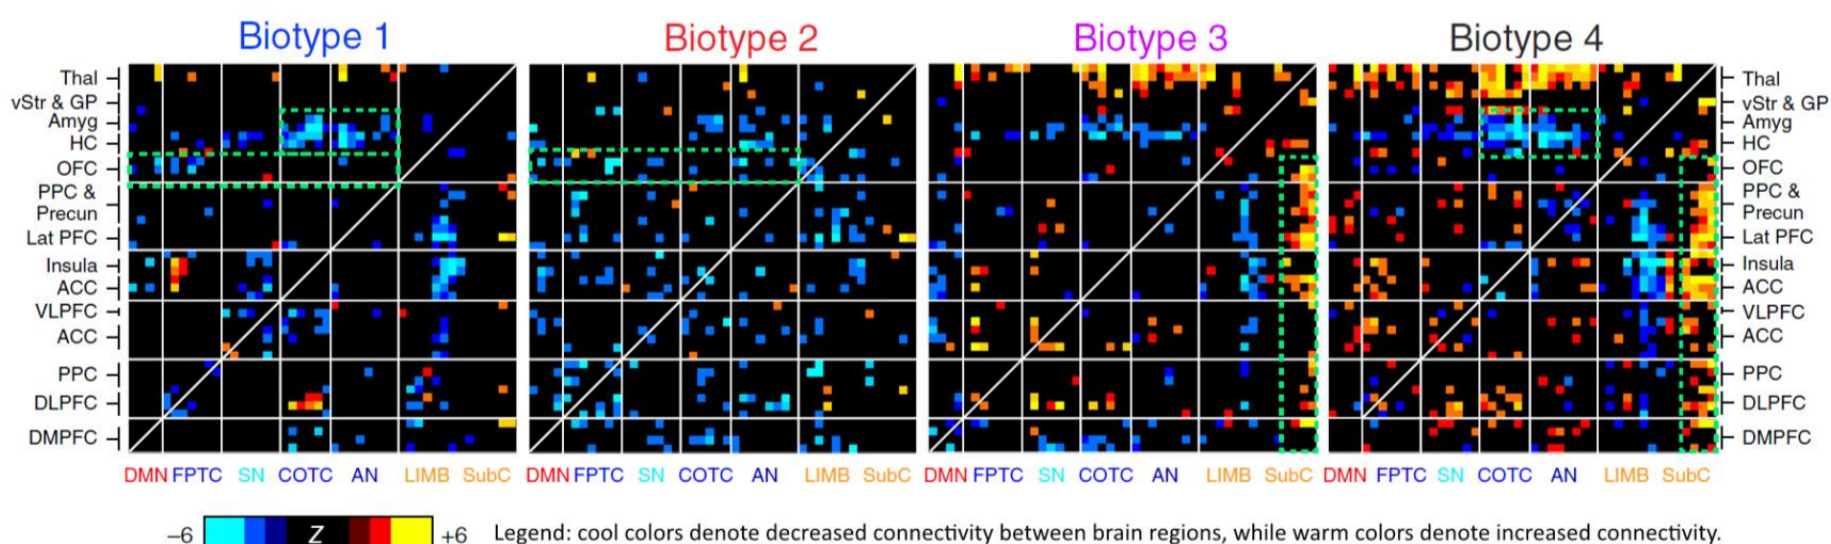 Biotype 1 Biotype 2 Biotype 3 Biotype 4
Thal Thal
vStr & GP vStr & GP
Amyg Amyg
HC HC
OFC OFC
PPC & PPC &
Precun Precun
Lat PFC Lat PFC
Insula Insula
ACC ACC
VLPFC VLPFC
ACC ACC
PPC PPC
DLPFC DLPFC
DMPFC DMPFC
DMN FPTC SN COTC AN LIMB SubC DMN FPTC SN COTC AN LIMB SubC DMN FPTC SN COTC AN LIMB SubC DMN FPTC SN COTC AN LIMB SubC
–6 Z +6 Legend: cool colors denote decreased connectivity between brain regions, while warm colors denote increased connectivity.